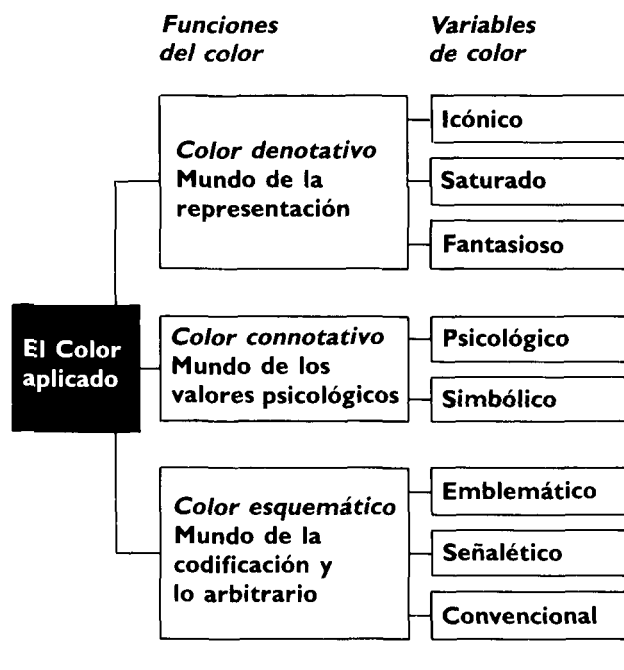 Funciones
del color
Variables
de color
El Color
aplicado
Color denotativo
Mundo de la
representación
Icónico
Saturado
Fantasioso
Color connotativo
Mundo de los
valores psicológicos
Psicológico
Simbólico
Color esquemático
Mundo de la
codificación y
lo arbitrario
Emblemático
Señalético
Convencional